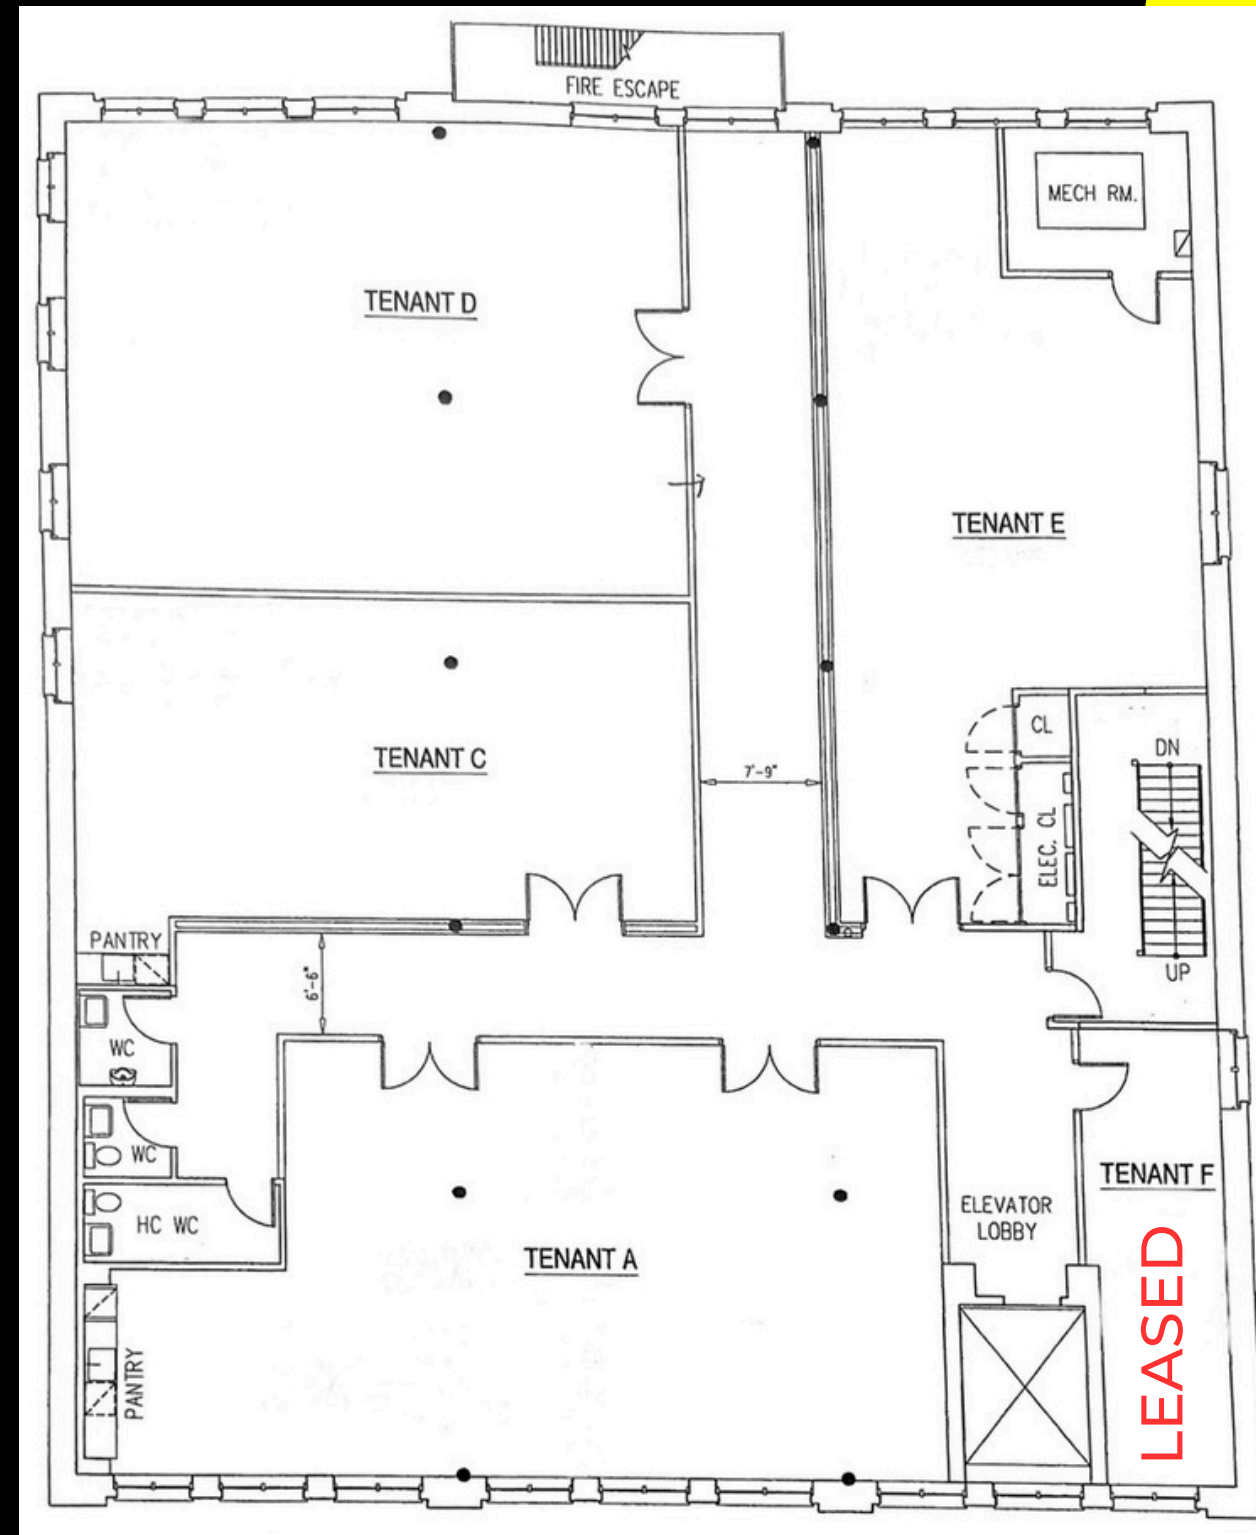 FIRE ESCAPE
MECH RM.
TENANT D
TENANT E
CL
DN
TENANT C
7'-9"
ELEC. CL
PANTRY
UP
6'-6"
WC
WC
TENANT F
HC WC
ELEVATOR
LOBBY
TENANT A
LEASED
PANTRY